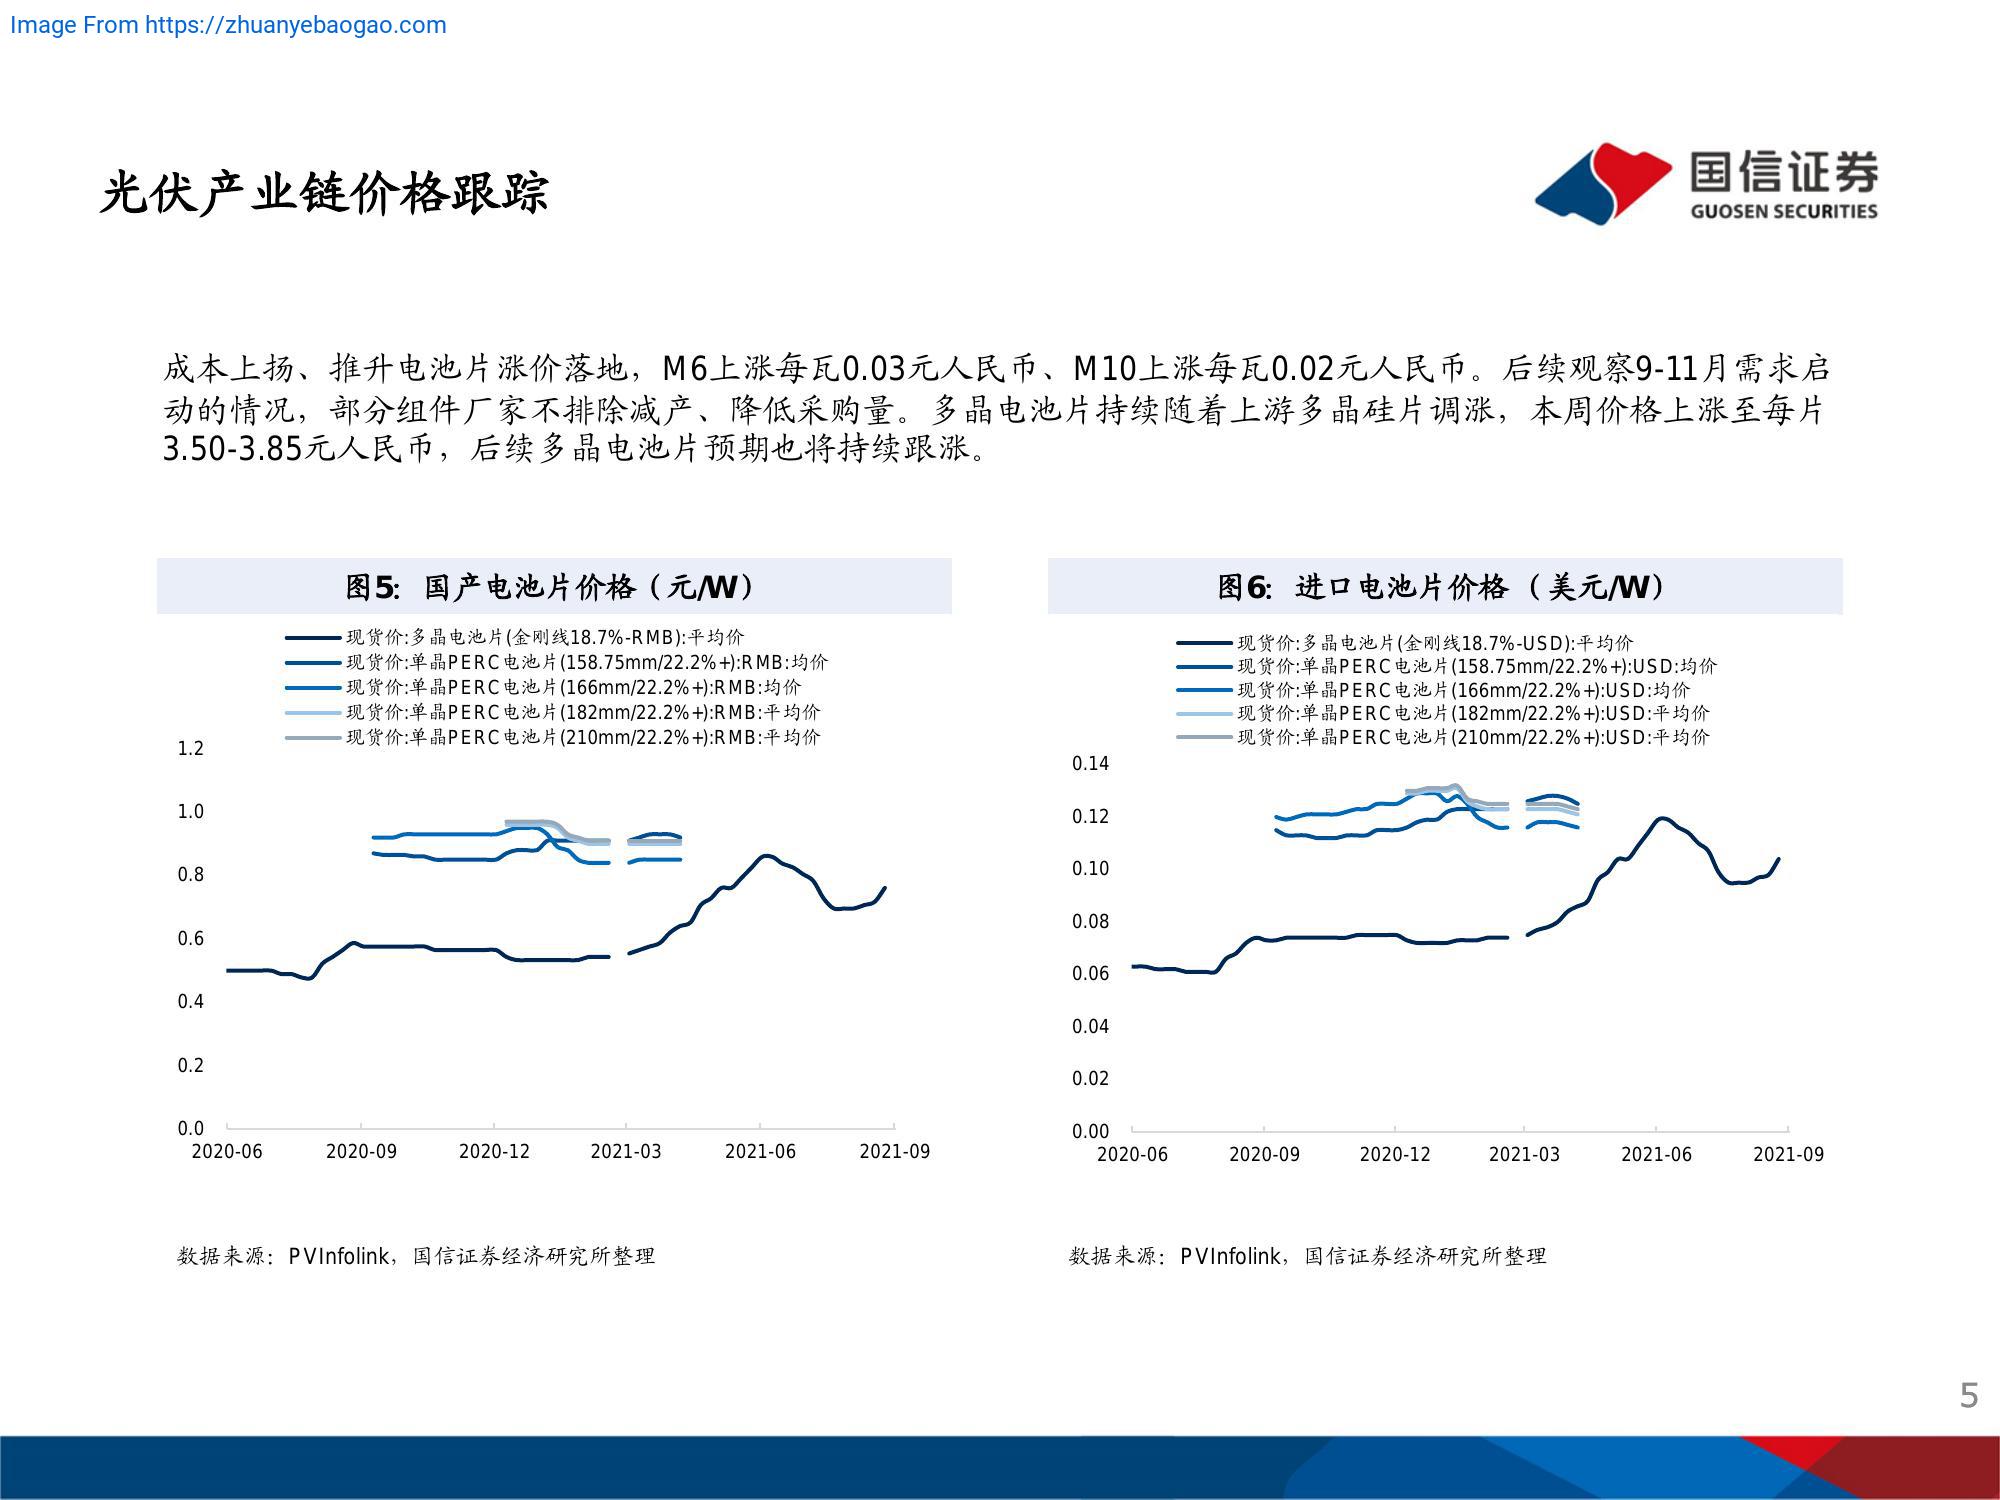 Image From https://zhuanyebaogao.com
光伏产业链价格跟踪
国信证券
GUOSEN SECURITIES
成本上扬、推升电池片涨价落地，M6上涨每瓦0.03元人民币、M10上涨每瓦0.02元人民币。后续观察9-11月需求启
动的情况，部分组件厂家不排除减产、降低采购量。多晶电池片持续随着上游多晶硅片调涨，本周价格上涨至每片
3.50-3.85元人民币，后续多晶电池片预期也将持续跟涨。
图5：国产电池片价格（元/W）
现货价:多晶电池片(金刚线18.7%-RMB):平均价
现货价:单晶PERC电池片(158.75mm/22.2%+):RMB:均价
现货价:单晶PERC电池片(166mm/22.2%+):RMB:均价
现货价:单晶PERC电池片(182mm/22.2%+):RMB:平均价
现货价:单晶PERC电池片(210mm/22.2%+):RMB:平均价
1.2
1.0
0.8
0.6
0.4
0.2
0.0
2020-06 2020-09 2020-12 2021-03 2021-06 2021-09
数据来源：PVInfolink，国信证券经济研究所整理
图6：进口电池片价格（美元/W）
现货价:多晶电池片(金刚线18.7%-USD):平均价
现货价:单晶PERC电池片(158.75mm/22.2%+):USD:均价
现货价:单晶PERC电池片(166mm/22.2%+):USD:均价
现货价:单晶PERC电池片(182mm/22.2%+):USD:平均价
现货价:单晶PERC电池片(210mm/22.2%+):USD:平均价
0.14
0.12
0.10
0.08
0.06
0.04
0.02
0.00
2020-06 2020-09 2020-12 2021-03 2021-06 2021-09
数据来源：PVInfolink，国信证券经济研究所整理
5